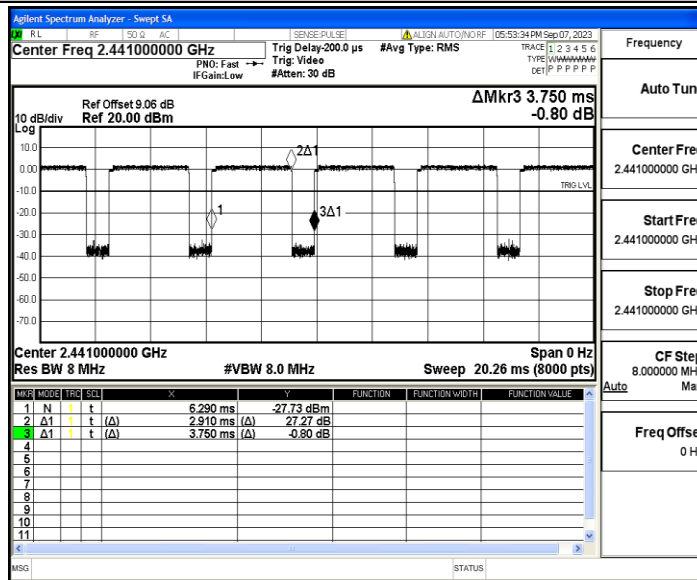 Agilent Spectrum Analyzer - Swept SA
RL RF 50 Ω AC SENSE:PULSE ALIGN AUTO/NO RF 05:53:34 PM Sep 07, 2023
Center Freq 2.441000000 GHz
PNO: Fast
IFGain:Low
Trig Delay-200.0 µs
Trig: Video
#Atten: 30 dB
#Avg Type: RMS
TRACE 1 2 3 4 5 6
TYPE WWWWWW
DET P P P P P P
Frequency
Auto Tun
Center Fre
2.441000000 GH
Start Fre
2.441000000 GH
Stop Fre
2.441000000 GH
CF Step
8.000000 MH
Auto Ma
Freq Offse
0 H
Ref Offset 9.06 dB
10 dB/div Ref 20.00 dBm
Log
ΔMkr3 3.750 ms
-0.80 dB
10.0
0.00
-10.0
-20.0
-30.0
-40.0
-50.0
-60.0
-70.0
2Δ1
TRIG LVL
1
3Δ1
Center 2.441000000 GHz Span 0 Hz
Res BW 8 MHz #VBW 8.0 MHz Sweep 20.26 ms (8000 pts)
MKR MODE TRC SCL X Y FUNCTION FUNCTION WIDTH FUNCTION VALUE
1 N t 6.290 ms -27.73 dBm
2 Δ1 t (Δ) 2.910 ms (Δ) 27.27 dB
3 Δ1 t (Δ) 3.750 ms (Δ) -0.80 dB
4
5
6
7
8
9
10
11
MSG STATUS